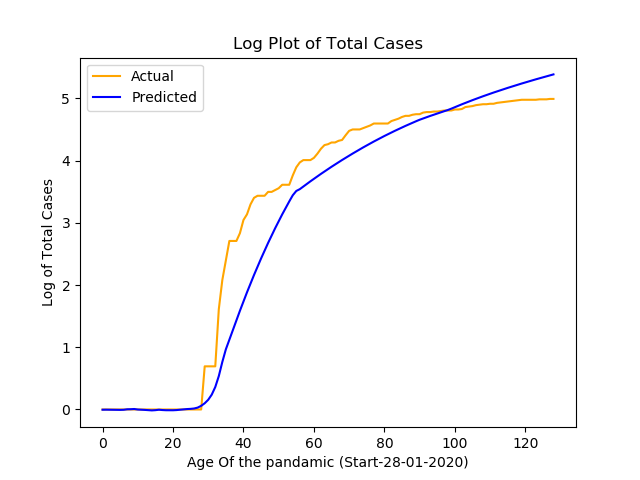 Log Plot of Total Cases
Actual
Predicted
Log of Total Cases
5
4
3
2
1
0
0 20 40 60 80 100 120
Age Of the pandamic (Start-28-01-2020)